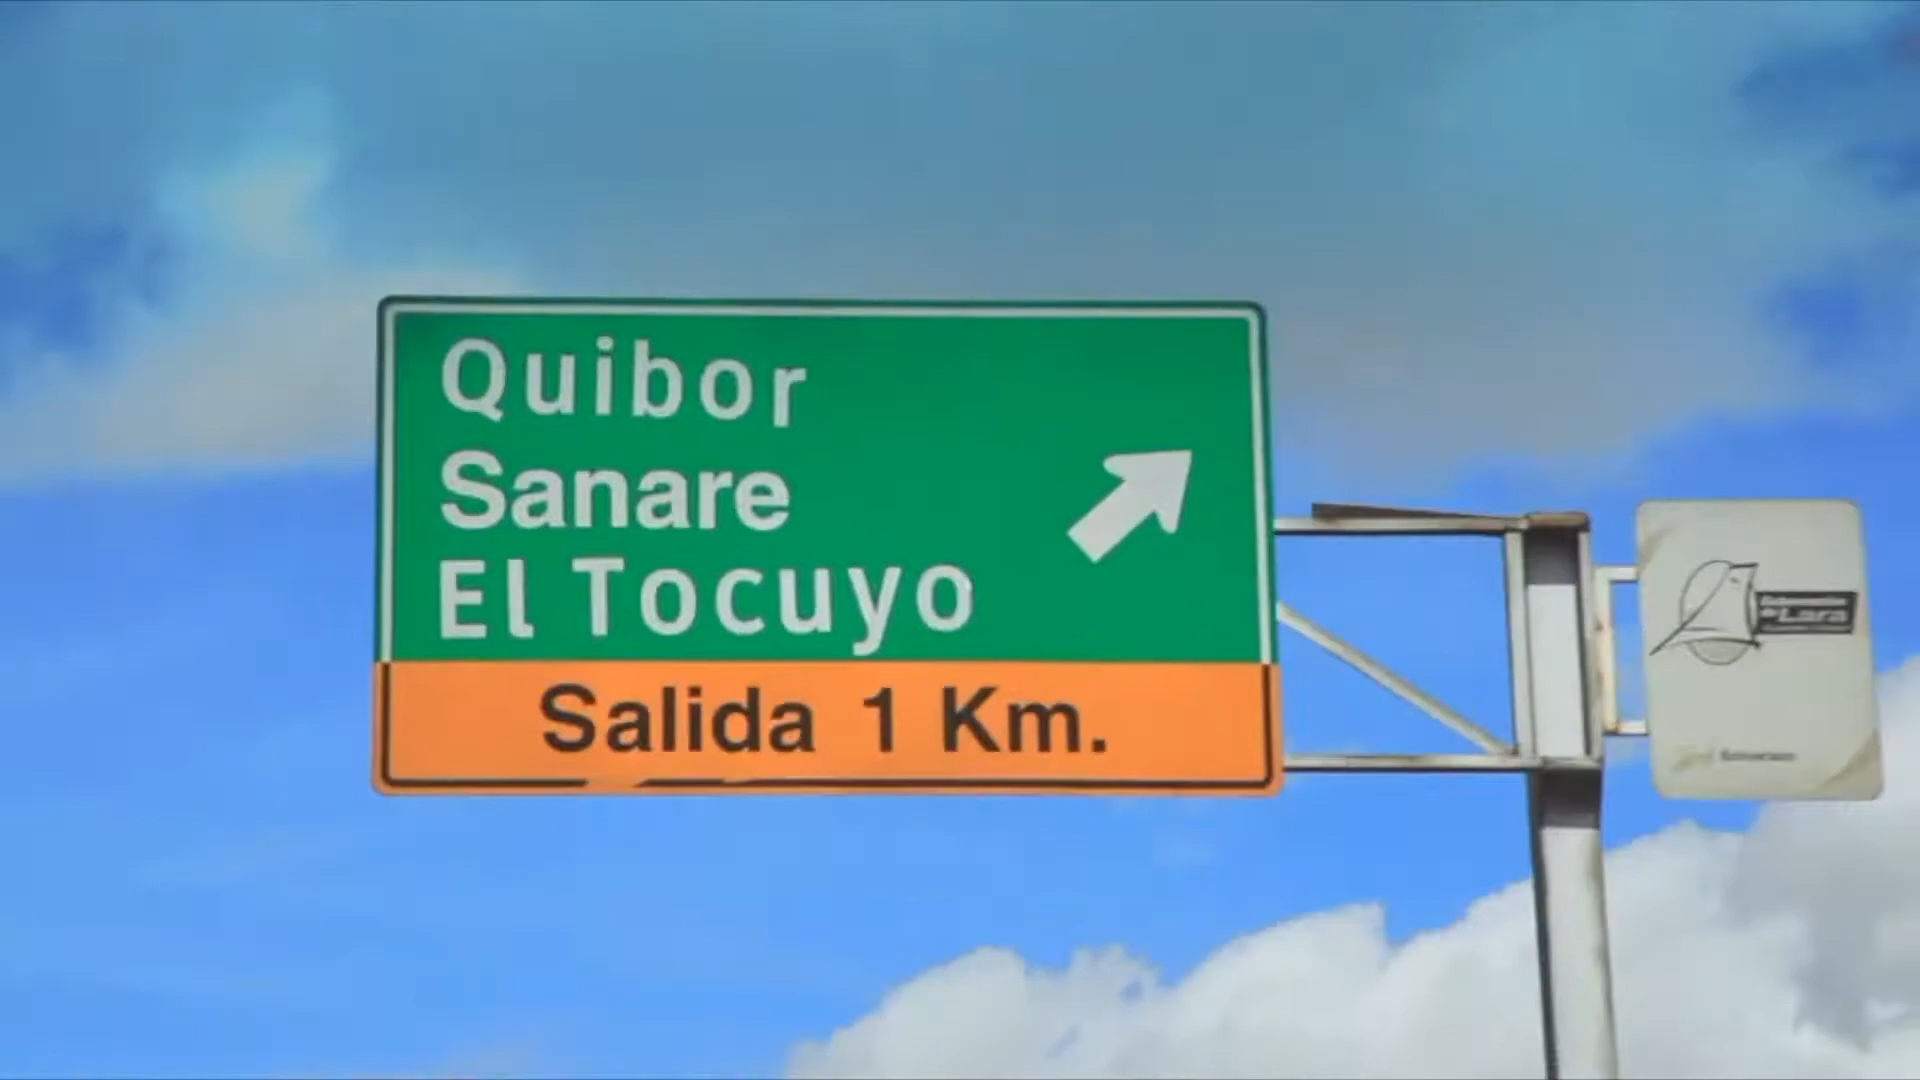 Quibor
Sanare
El Tocuyo
Salida 1 Km.
Lara